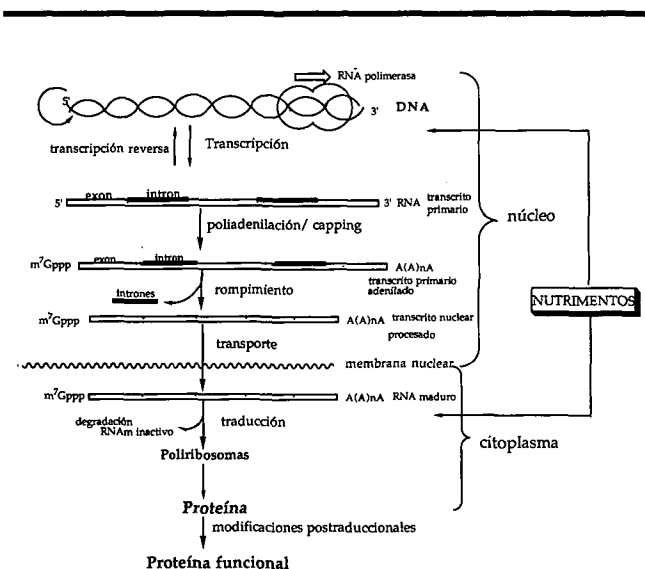 RNA polimerasa
5'
3'
DNA
transcripción reversa
Transcripción
exon
intron
5'
3' RNA
transcrito
primario
núcleo
poliadenilación/ capping
m⁷Gppp
exon
intron
A(A)nA
transcrito primario
adenilado
intrones
rompimiento
NUTRIMENTOS
m⁷Gppp
A(A)nA
transcrito nuclear
procesado
transporte
membrana nuclear
m⁷Gppp
A(A)nA
RNA maduro
degradación
RNAm inactivo
traducción
citoplasma
Poliribosomas
Proteína
modificaciones postraduccionales
Proteína funcional